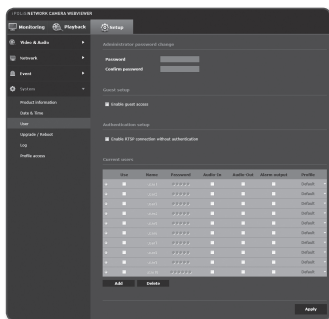 iPOLiS NETWORK CAMERA WEBVIEWER
Monitoring
Playback
Setup
Video & Audio
Network
Event
System
Product information
Date & Time
User
Upgrade / Reboot
Log
Profile access
Administrator password change
Password
Confirm password
Guest setup
Enable guest access
Authentication setup
Enable RTSP connection without authentication
Current users
Use Name Password Audio In Audio Out Alarm output Profile
Default
Default
Default
Default
Default
Default
Default
Default
Default
Default
Add Delete
Apply